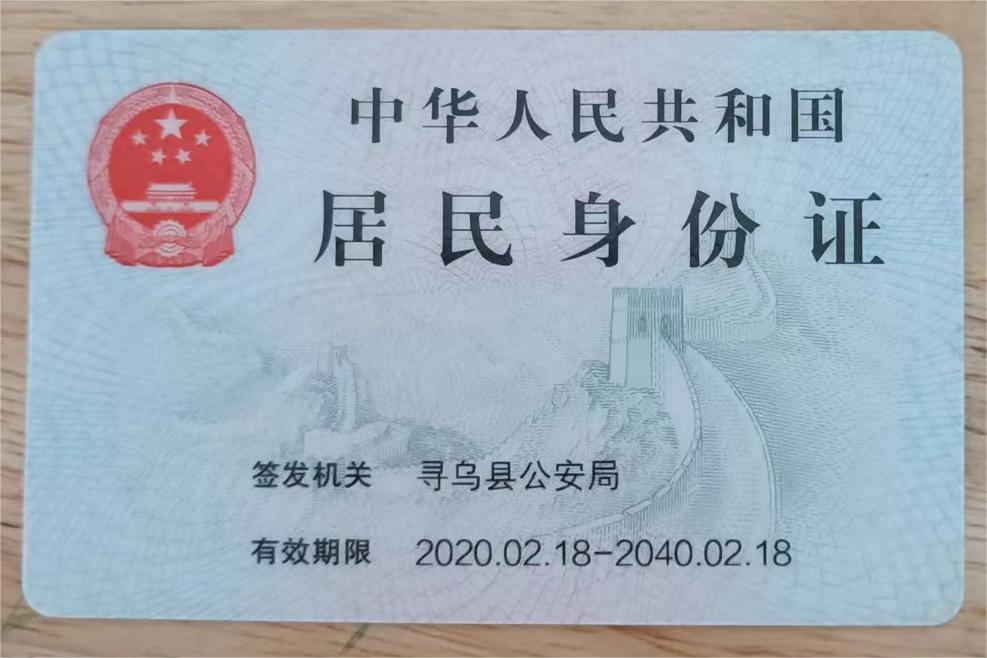 中华人民共和国
居民身份证
签发机关 寻乌县公安局
有效期限 2020.02.18-2040.02.18